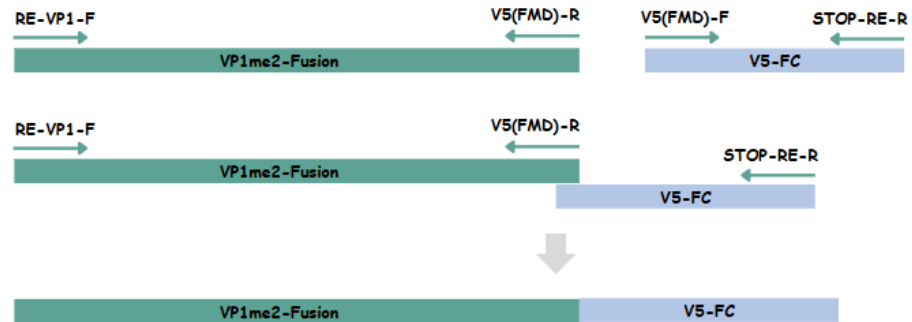 RE-VP1-F V5(FMD)-R V5(FMD)-F STOP-RE-R
VP1me2-Fusion V5-FC
RE-VP1-F V5(FMD)-R
STOP-RE-R
VP1me2-Fusion
V5-FC
VP1me2-Fusion V5-FC